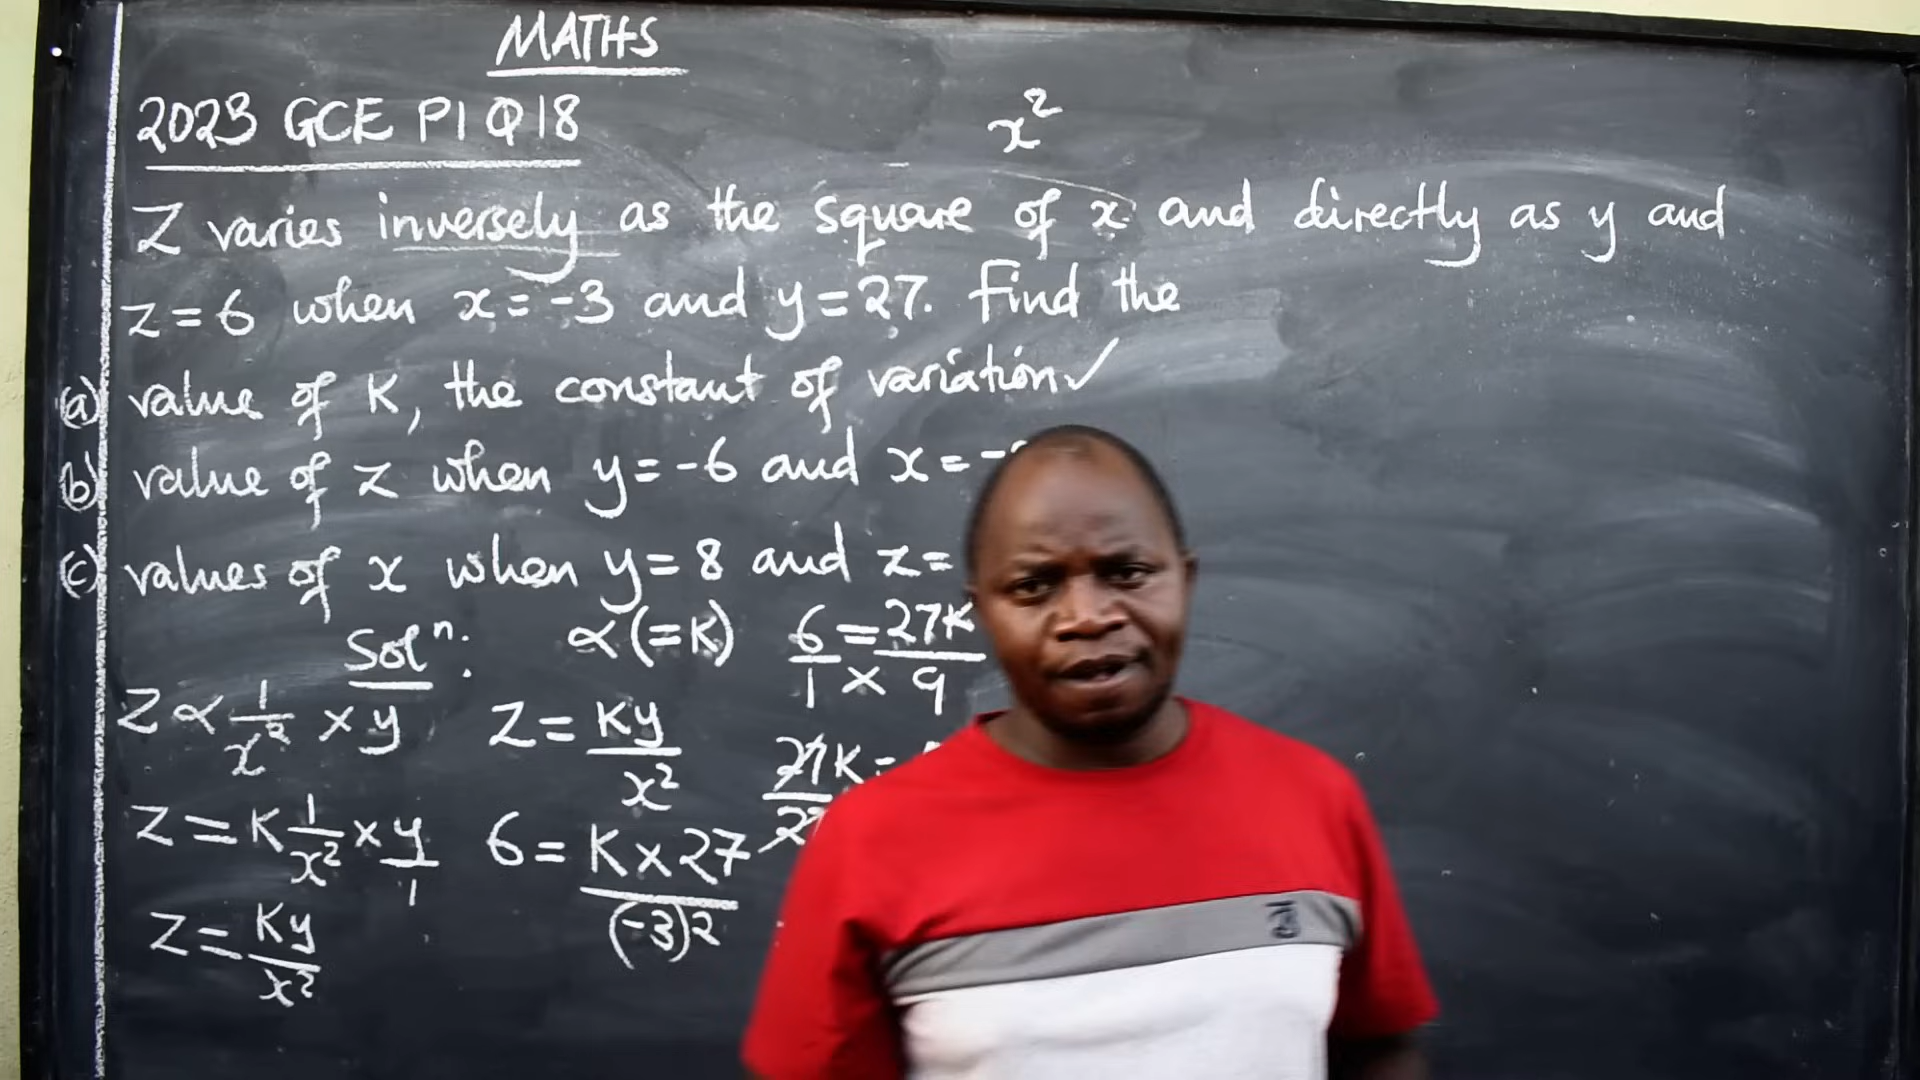 MATHS
2023 GCE P1 Q18
x²
Z varies inversely as the square of x and directly as y and
z = 6 when x = -3 and y = 27. Find the
(a) value of K, the constant of variation ✓
(b) value of z when y = -6 and x = -
(c) values of x when y = 8 and z =
Solⁿ:
∝ (= K)
Z ∝ 1/x² × y
Z = K 1/x² × y/1
Z = Ky/x²
Z = Ky/x²
6 = K × 27/(-3)2
6/1 × = 27K/9
27K =